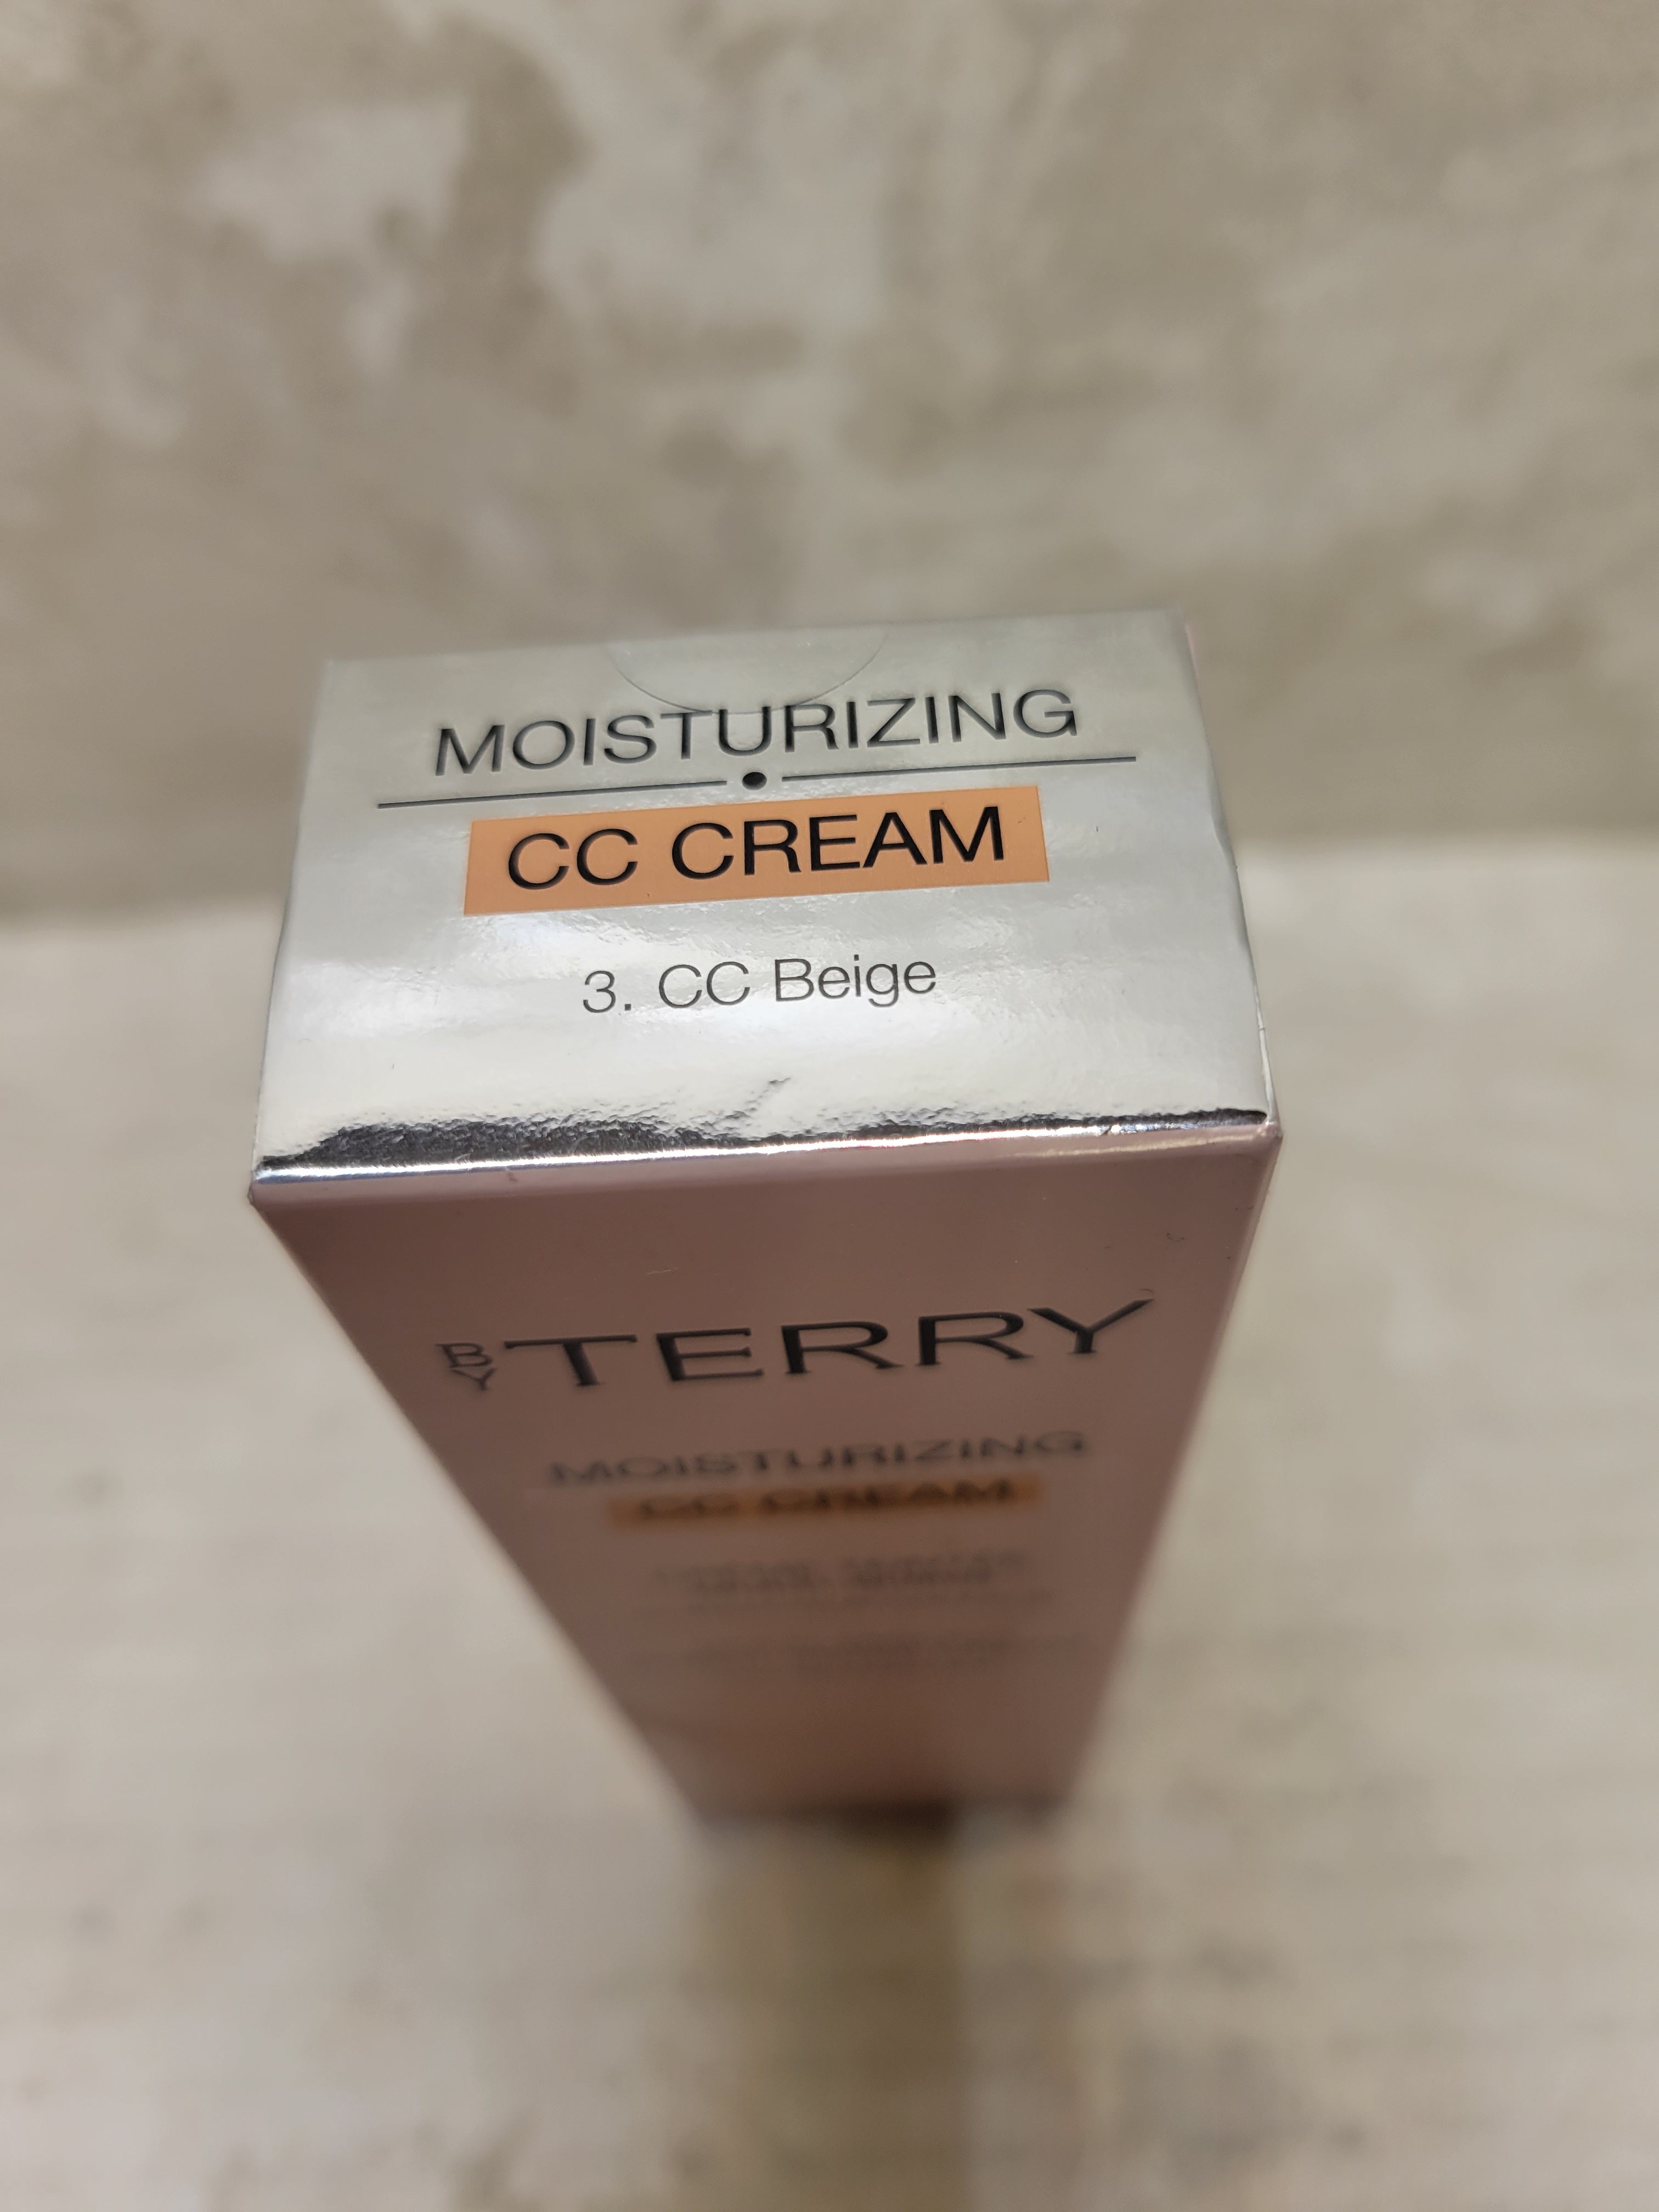 MOISTURIZING
CC CREAM
3. CC Beige
BY TERRY
MOISTURIZING
CC CREAM